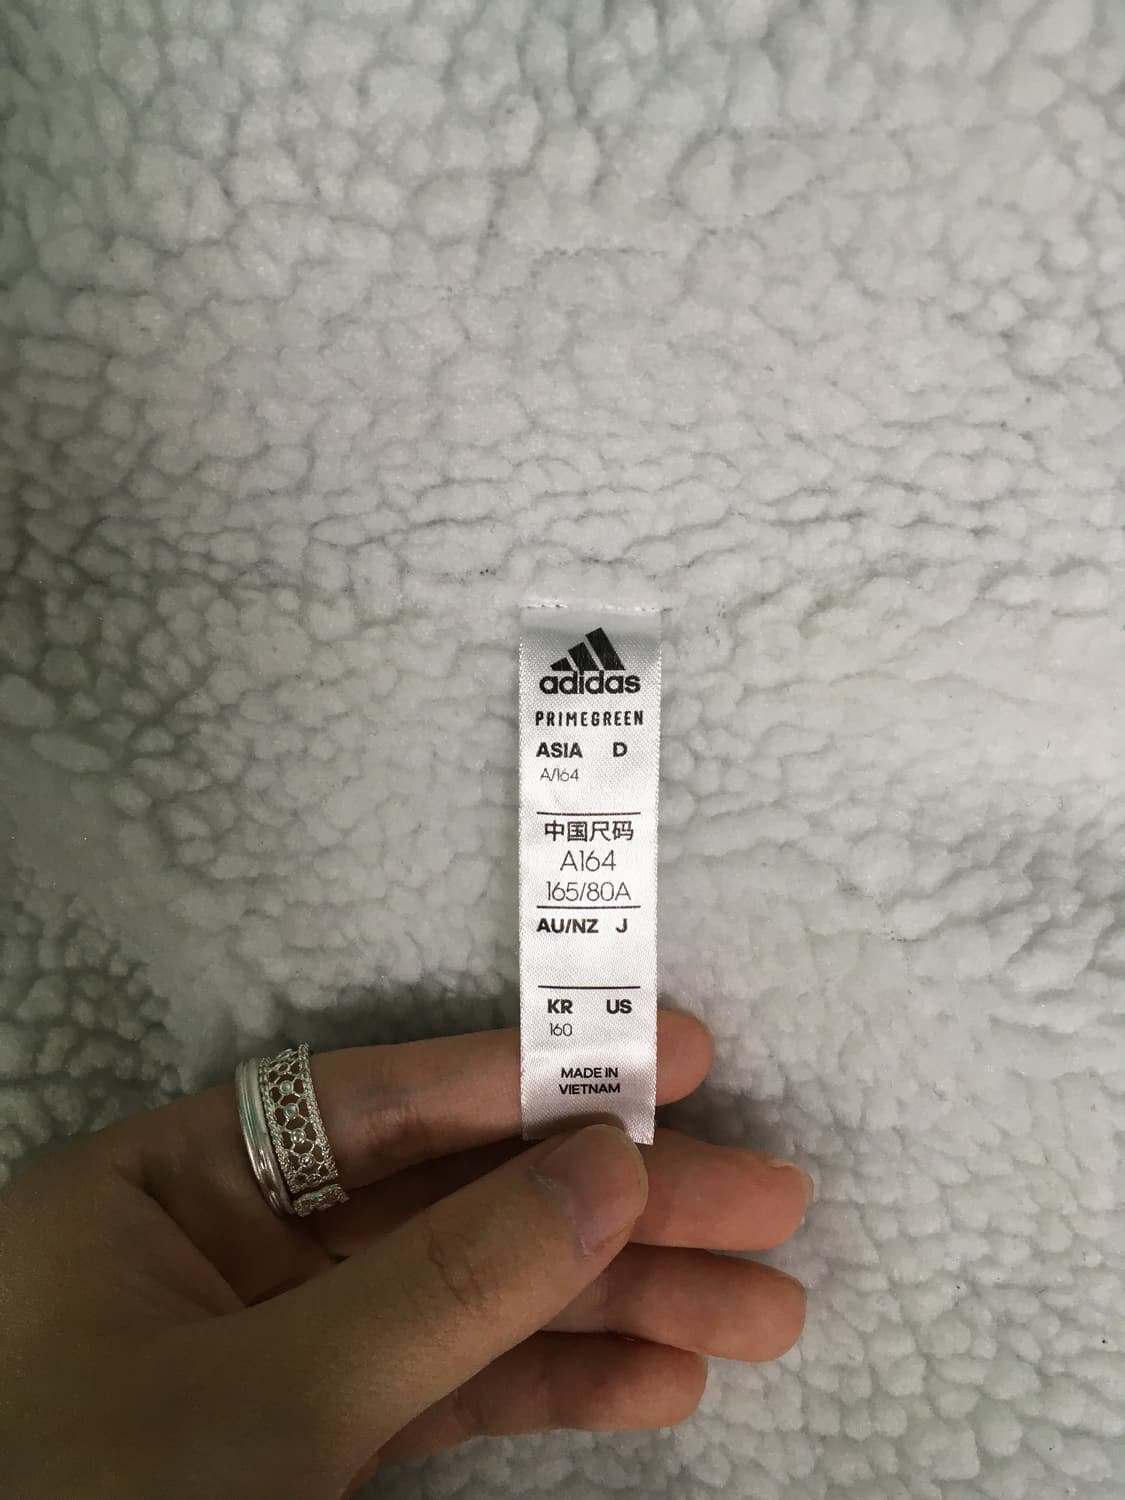 adidas
PRIMEGREEN
ASIA D
A/164
中国尺码
A164
165/80A
AU/NZ J
KR US
160
MADE IN
VIETNAM